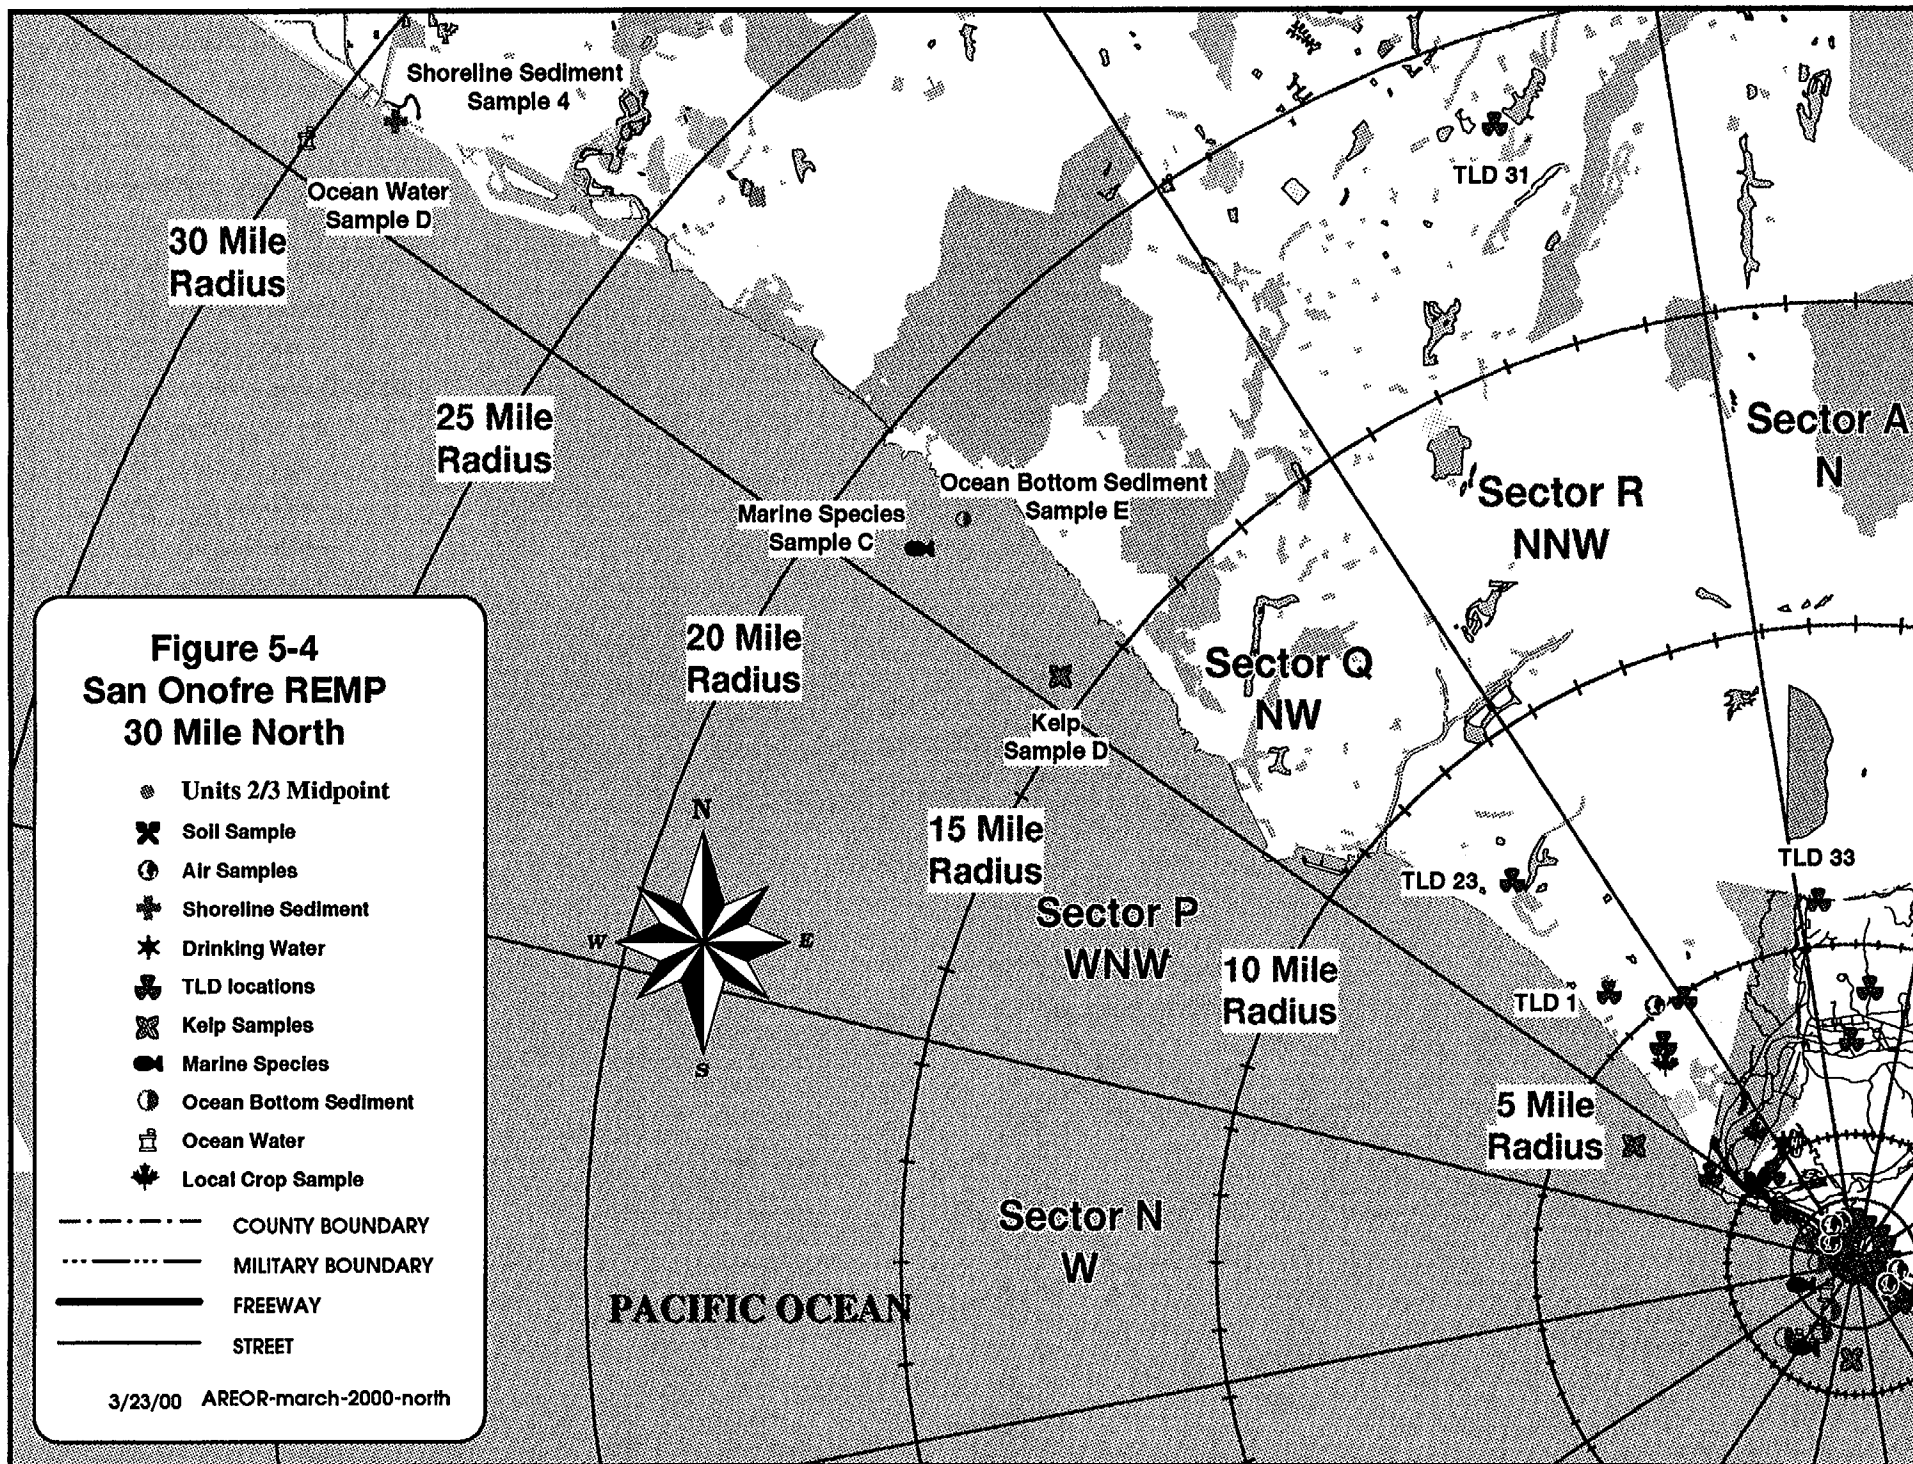 Shoreline Sediment
Sample 4
Ocean Water
Sample D
30 Mile
Radius
TLD 31
25 Mile
Radius
Sector A
N
Ocean Bottom Sediment
Sample E
Marine Species
Sample C
Sector R
NNW
20 Mile
Radius
Sector Q
NW
Kelp
Sample D
15 Mile
Radius
TLD 33
TLD 23
Sector P
WNW
10 Mile
Radius
TLD 1
5 Mile
Radius
Sector N
W
PACIFIC OCEAN
N
W
E
S
Figure 5-4
San Onofre REMP
30 Mile North
Units 2/3 Midpoint
Soil Sample
Air Samples
Shoreline Sediment
Drinking Water
TLD locations
Kelp Samples
Marine Species
Ocean Bottom Sediment
Ocean Water
Local Crop Sample
COUNTY BOUNDARY
MILITARY BOUNDARY
FREEWAY
STREET
3/23/00 AREOR-march-2000-north